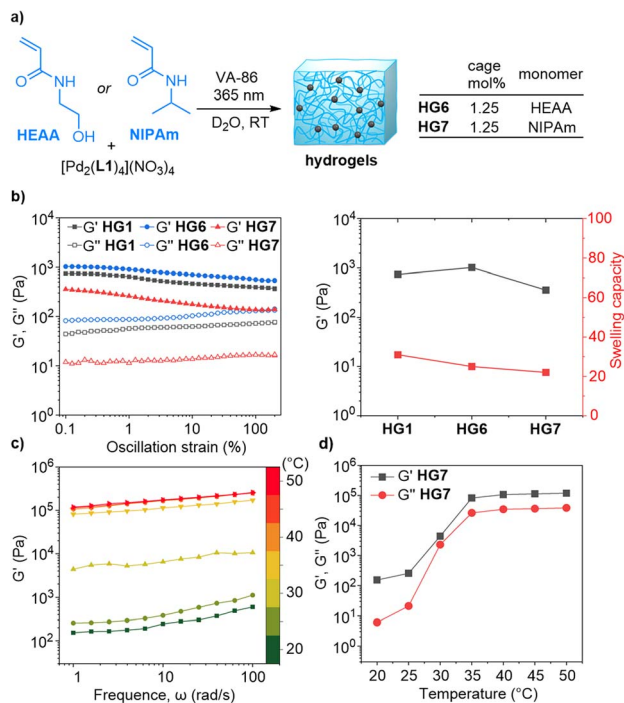 a)
O
N
H
OH
HEAA
or
O
N
H
NIPAm
+
[Pd2(L1)4](NO3)4
VA-86
365 nm
D2O, RT
hydrogels
cage mol% monomer
HG6 1.25 HEAA
HG7 1.25 NIPAm
b)
G' HG1 G' HG6 G' HG7
G" HG1 G" HG6 G" HG7
G', G" (Pa)
10^4
10^3
10^2
10^1
10^0
0.1 1 10 100
Oscillation strain (%)
G' (Pa)
10^4
10^3
10^2
10^1
10^0
100
80
60
40
20
0
Swelling capacity
HG1 HG6 HG7
c)
(°C)
50
40
30
20
G' (Pa)
10^6
10^5
10^4
10^3
10^2
1 10 100
Frequence, ω (rad/s)
d)
G' HG7
G" HG7
G', G" (Pa)
10^6
10^5
10^4
10^3
10^2
10^1
10^0
20 25 30 35 40 45 50
Temperature (°C)